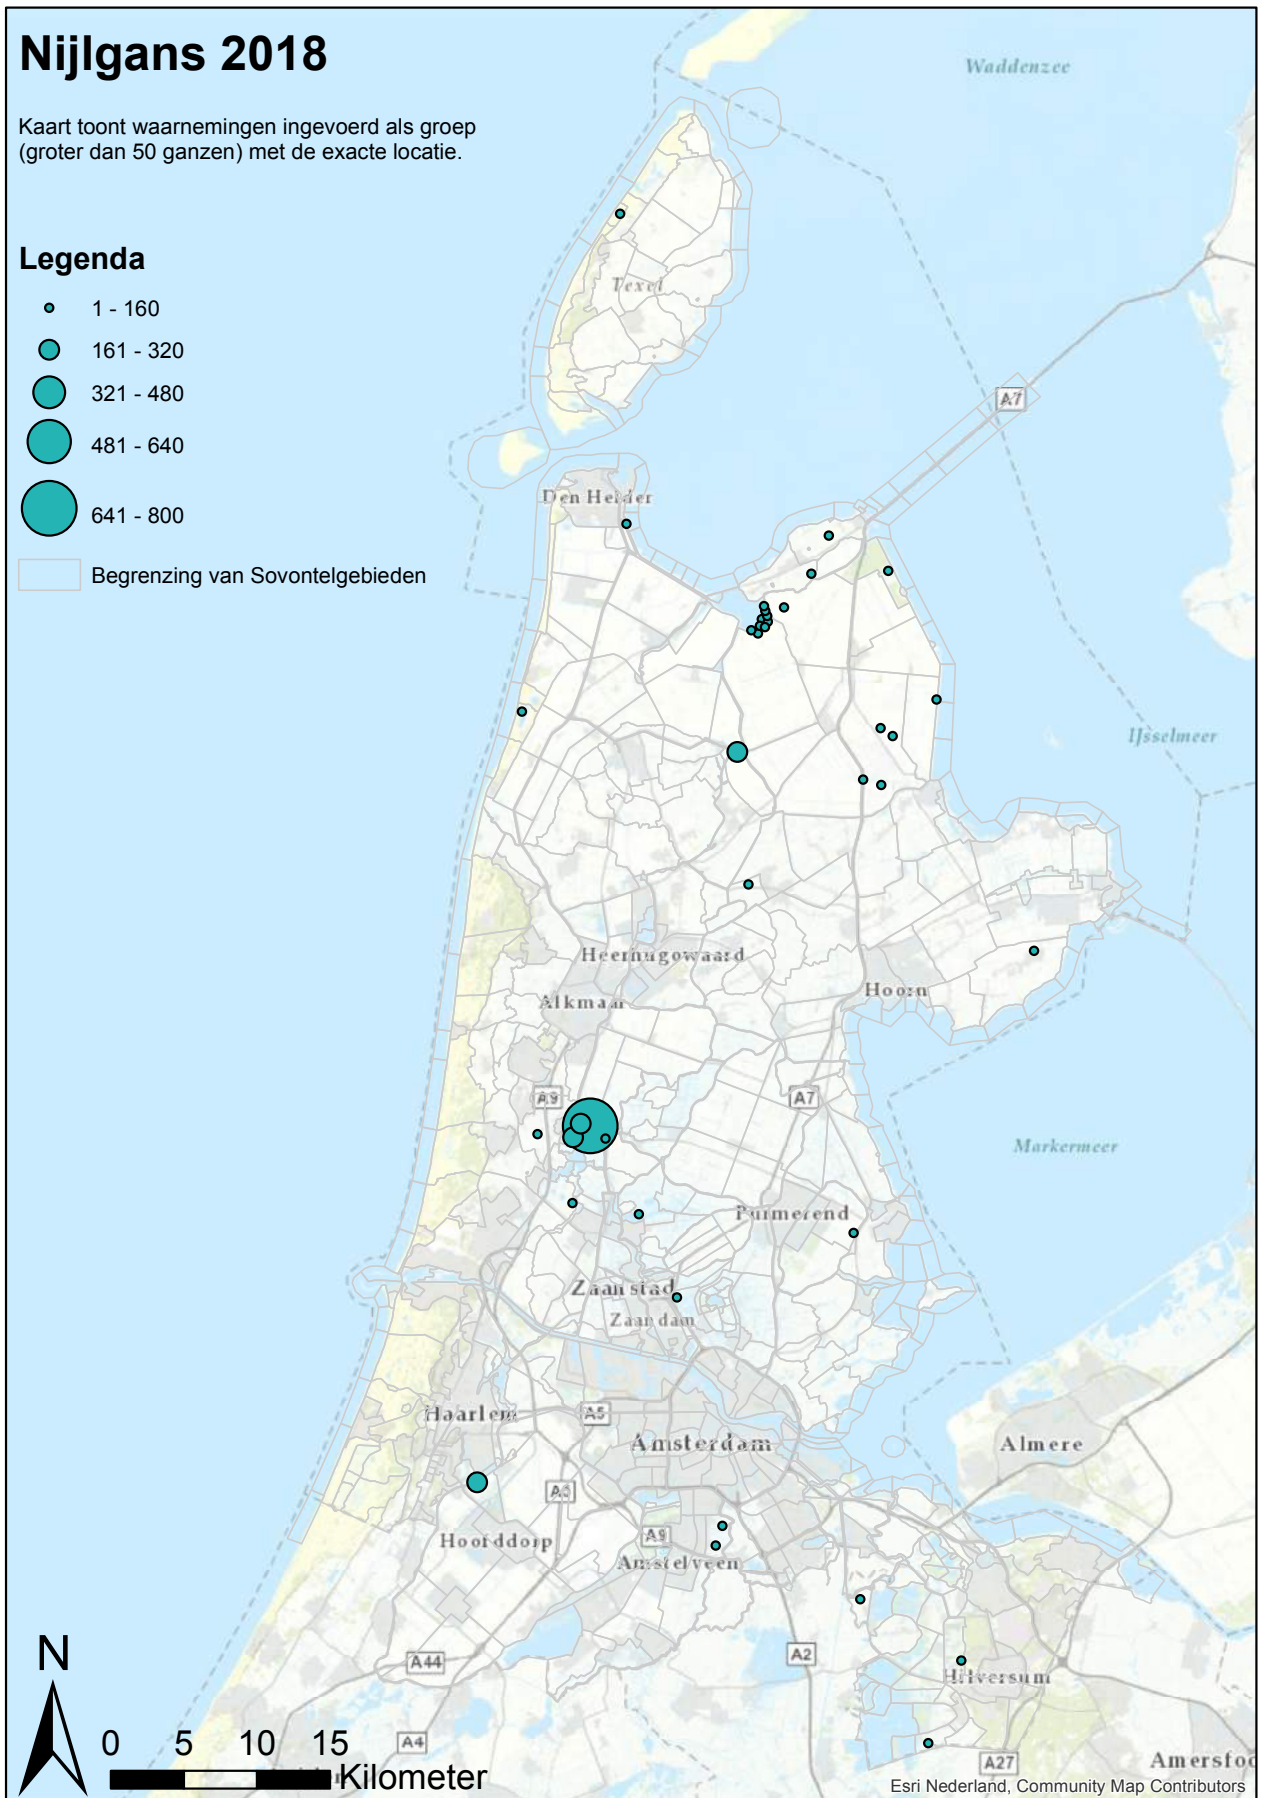 Nijlgans 2018
Kaart toont waarnemingen ingevoerd als groep
(groter dan 50 ganzen) met de exacte locatie.
Legenda
1 - 160
161 - 320
321 - 480
481 - 640
641 - 800
Begrenzing van Sovontelgebieden
Waddenzee
Texel
A7
Den Helder
IJsselmeer
Heerhugowaard
Hoorn
Alkmaar
A9
A7
Markermeer
Purmerend
Zaanstad
Zaandam
Haarlem
A5
Amsterdam
Almere
Hoofddorp
A9
Amstelveen
A2
A44
Hilversum
A4
A27
Amersfoo
N
0 5 10 15
Kilometer
Esri Nederland, Community Map Contributors